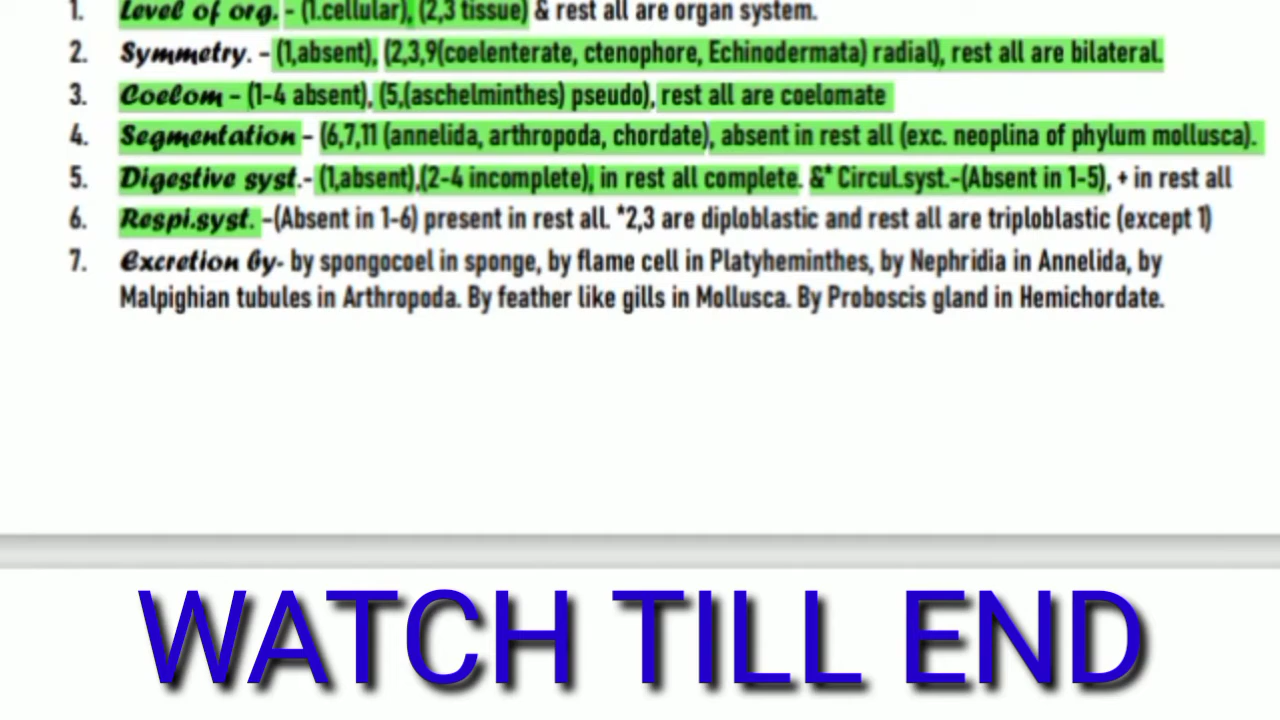 1. Level of org. - (1.cellular), (2,3 tissue) & rest all are organ system.
2. Symmetry. - (1,absent), (2,3,9(coelenterate, ctenophore, Echinodermata) radial), rest all are bilateral.
3. Coelom - (1-4 absent), (5,(aschelminthes) pseudo), rest all are coelomate
4. Segmentation - (6,7,11 (annelida, arthropoda, chordate), absent in rest all (exc. neoplina of phylum mollusca).
5. Digestive syst.- (1,absent),(2-4 incomplete), in rest all complete. &* Circul.syst.-(Absent in 1-5), + in rest all
6. Respi.syst. -(Absent in 1-6) present in rest all. *2,3 are diploblastic and rest all are triploblastic (except 1)
7. Excretion by- by spongocoel in sponge, by flame cell in Platyheminthes, by Nephridia in Annelida, by
Malpighian tubules in Arthropoda. By feather like gills in Mollusca. By Proboscis gland in Hemichordate.
WATCH TILL END